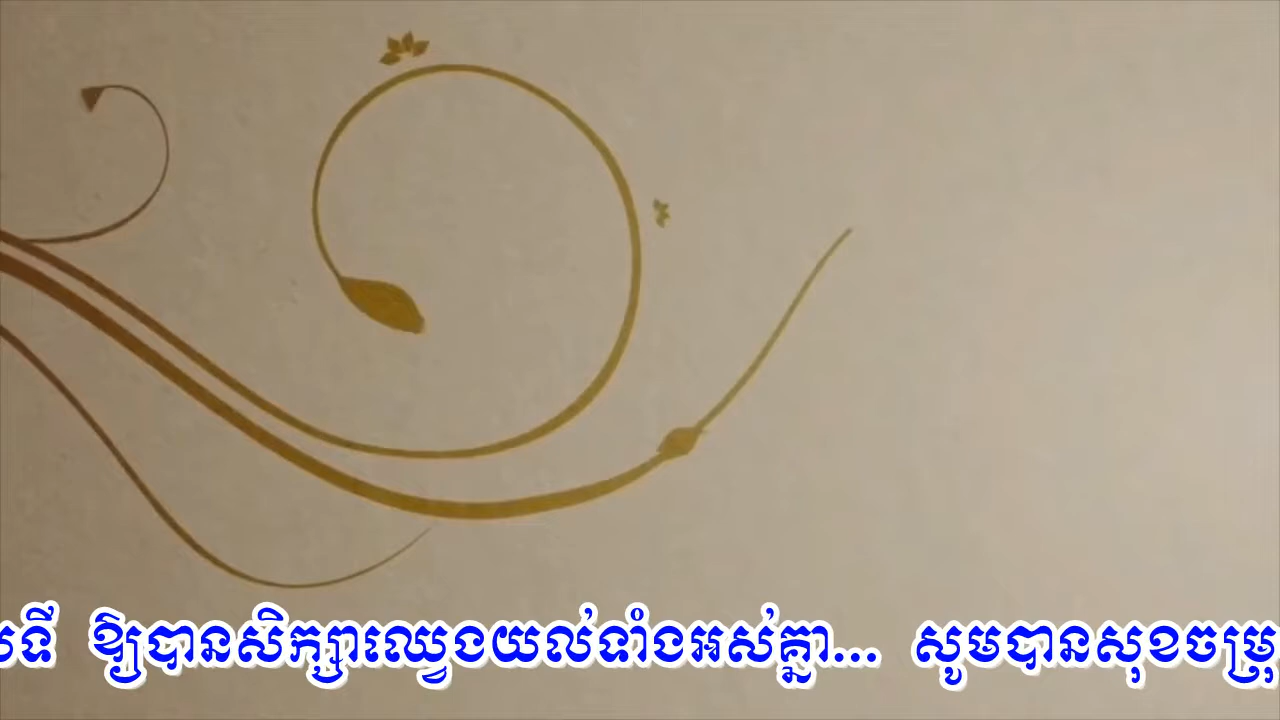 ឱ្យបានសិក្សាឈ្វេងយល់ទាំងអស់គ្នា... សូមបានសុខចម្រុ